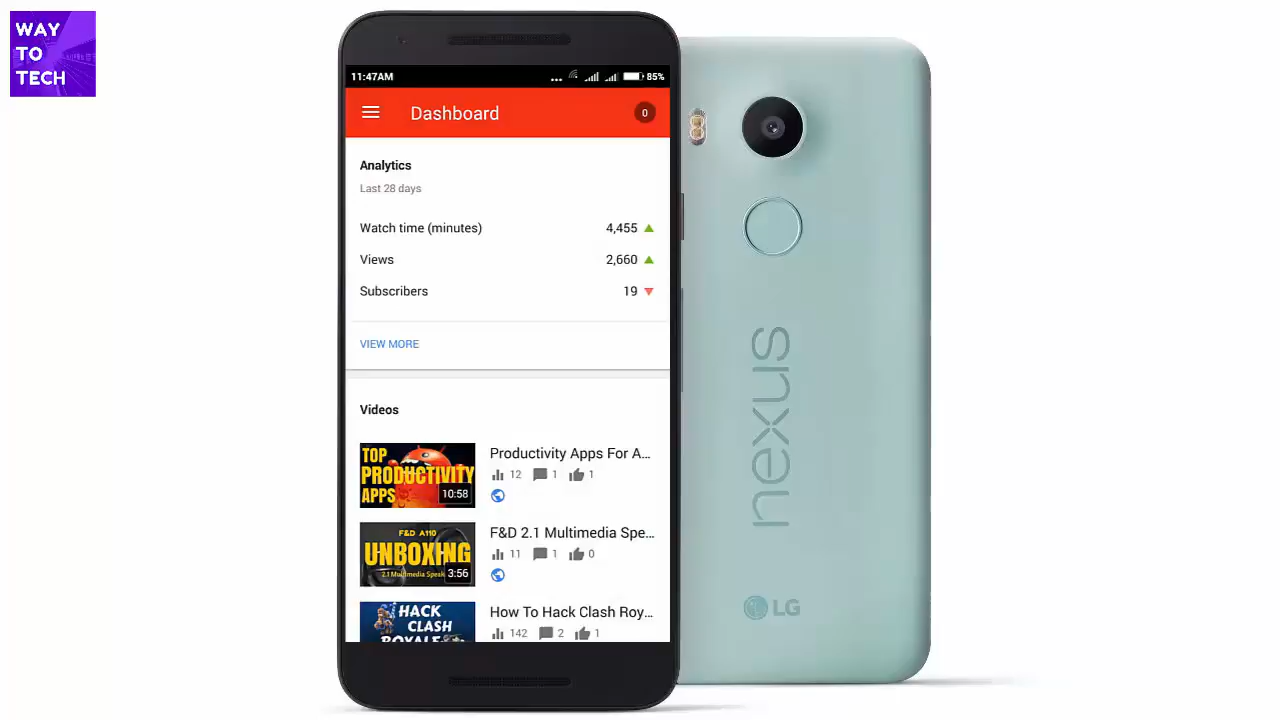 WAY
TO
TECH
11:47AM
85%
Dashboard
0
Analytics
Last 28 days
Watch time (minutes) 4,455
Views 2,660
Subscribers 19
VIEW MORE
Videos
TOP
PRODUCTIVITY
APPS
10:58
Productivity Apps For A...
12 1 1
F&D A110
UNBOXING
2.1 Multimedia Speak
3:56
F&D 2.1 Multimedia Spe...
11 1 0
HACK
CLASH
ROYALE
How To Hack Clash Roy...
142 2 1
nexus
LG